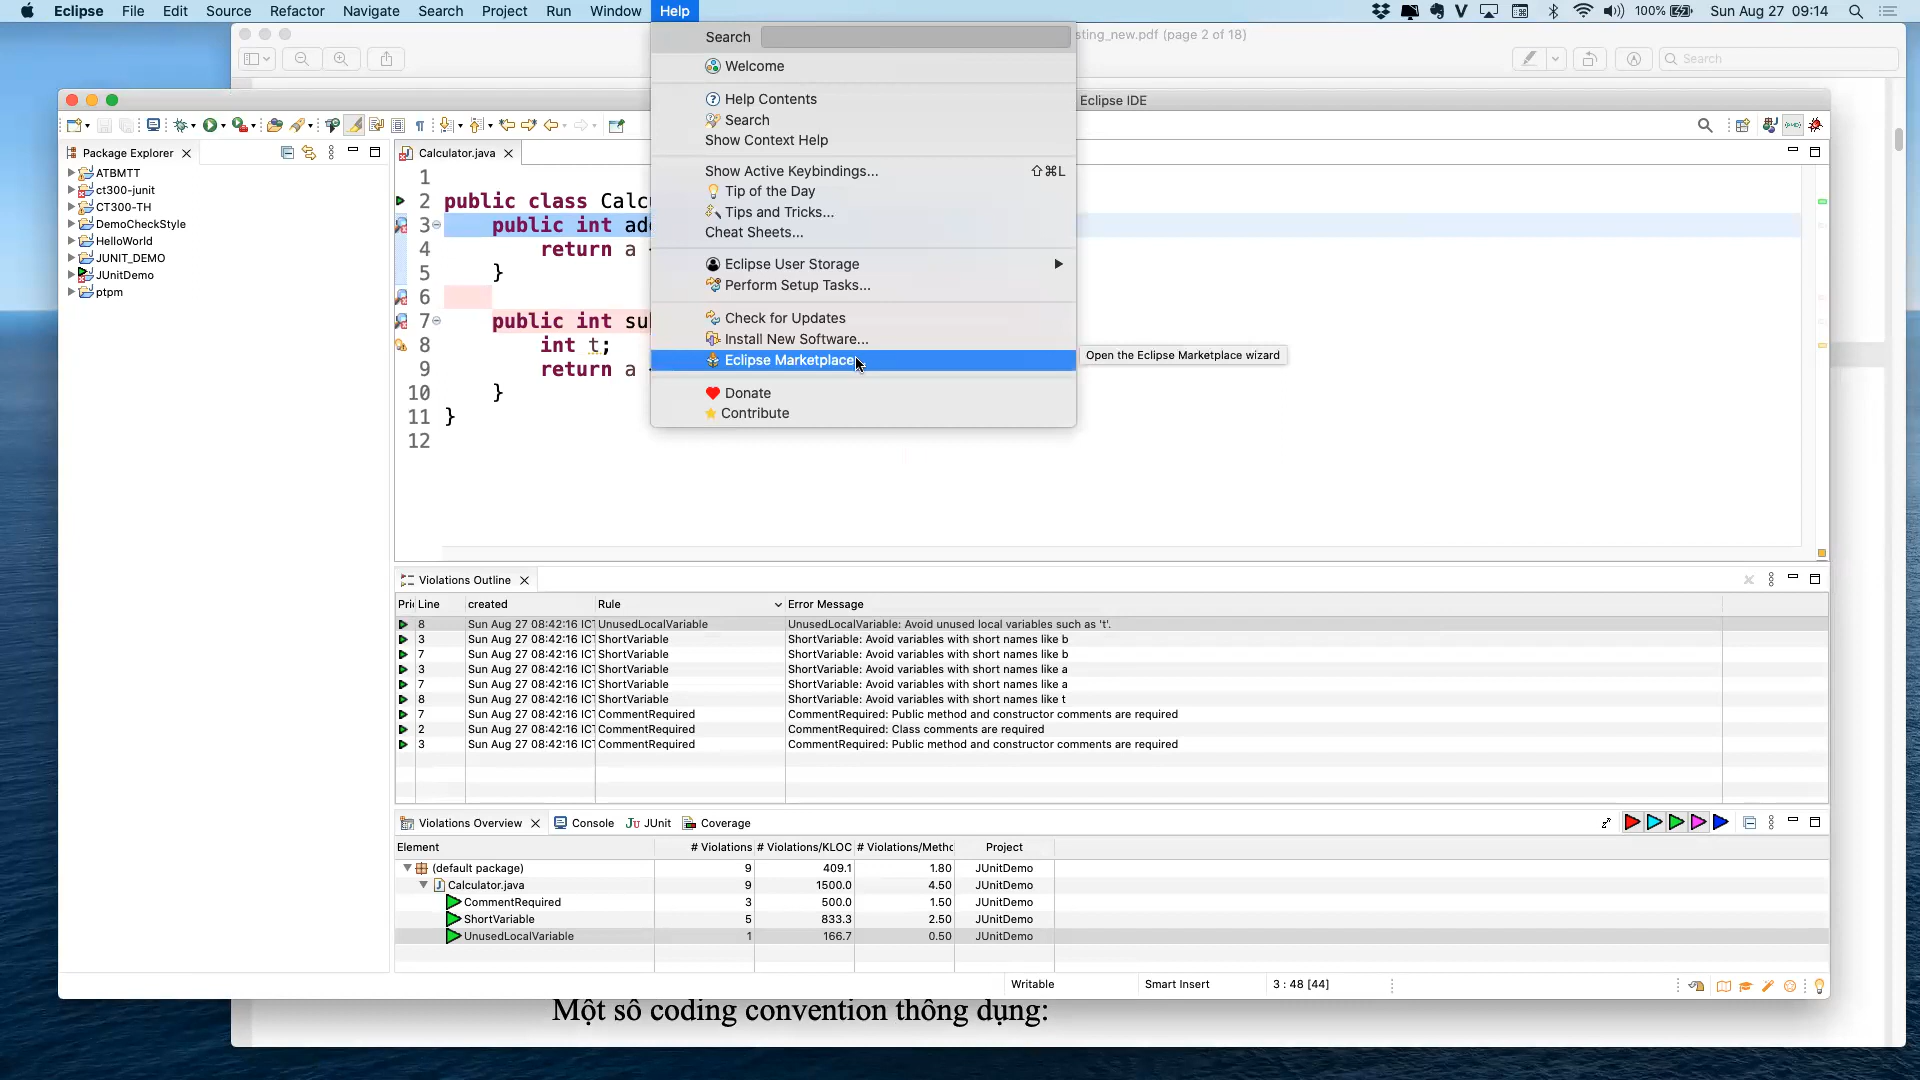 Eclipse File Edit Source Refactor Navigate Search Project Run Window Help 100% Sun Aug 27 09:14
sting_new.pdf (page 2 of 18)
Search
Eclipse IDE
Search
Welcome
Help Contents
Search
Show Context Help
Show Active Keybindings... ⇧⌘L
Tip of the Day
Tips and Tricks...
Cheat Sheets...
Eclipse User Storage
Perform Setup Tasks...
Check for Updates
Install New Software...
Eclipse Marketplace
Donate
Contribute
Open the Eclipse Marketplace wizard
Package Explorer
ATBMTT
ct300-junit
CT300-TH
DemoCheckStyle
HelloWorld
JUNIT_DEMO
JUnitDemo
ptpm
Calculator.java
1
2 public class Calc
3 public int ad
4 return a
5 }
6
7 public int su
8 int t;
9 return a
10 }
11 }
12
Violations Outline
Pri Line created Rule Error Message
8 Sun Aug 27 08:42:16 ICT UnusedLocalVariable UnusedLocalVariable: Avoid unused local variables such as 't'.
3 Sun Aug 27 08:42:16 ICT ShortVariable ShortVariable: Avoid variables with short names like b
7 Sun Aug 27 08:42:16 ICT ShortVariable ShortVariable: Avoid variables with short names like b
3 Sun Aug 27 08:42:16 ICT ShortVariable ShortVariable: Avoid variables with short names like a
7 Sun Aug 27 08:42:16 ICT ShortVariable ShortVariable: Avoid variables with short names like a
8 Sun Aug 27 08:42:16 ICT ShortVariable ShortVariable: Avoid variables with short names like t
7 Sun Aug 27 08:42:16 ICT CommentRequired CommentRequired: Public method and constructor comments are required
2 Sun Aug 27 08:42:16 ICT CommentRequired CommentRequired: Class comments are required
3 Sun Aug 27 08:42:16 ICT CommentRequired CommentRequired: Public method and constructor comments are required
Violations Overview Console JUnit Coverage
Element # Violations # Violations/KLOC # Violations/Metho Project
(default package) 9 409.1 1.80 JUnitDemo
Calculator.java 9 1500.0 4.50 JUnitDemo
CommentRequired 3 500.0 1.50 JUnitDemo
ShortVariable 5 833.3 2.50 JUnitDemo
UnusedLocalVariable 1 166.7 0.50 JUnitDemo
Writable Smart Insert 3 : 48 [44]
Một số coding convention thông dụng: